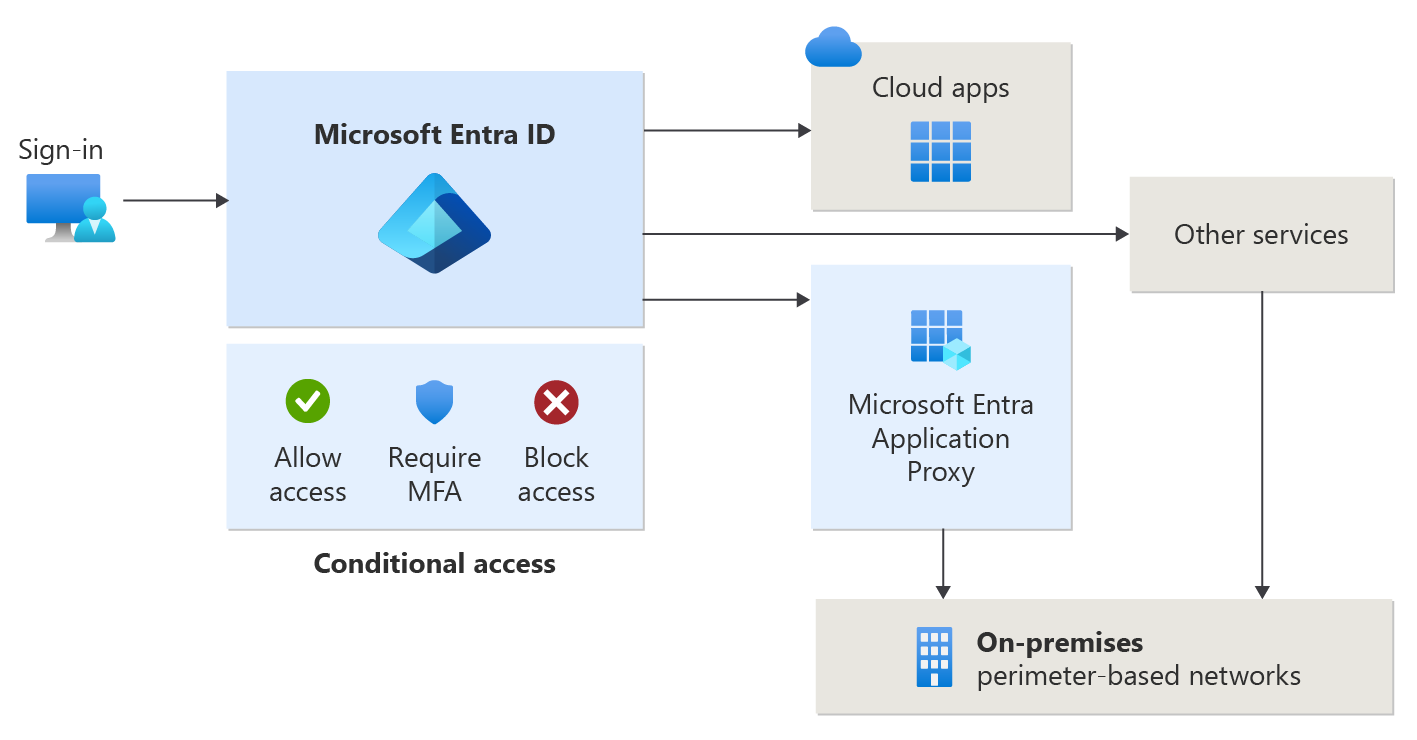 Sign-in
Microsoft Entra ID
Cloud apps
Other services
Allow
access
Require
MFA
Block
access
Conditional access
Microsoft Entra
Application
Proxy
On-premises
perimeter-based networks